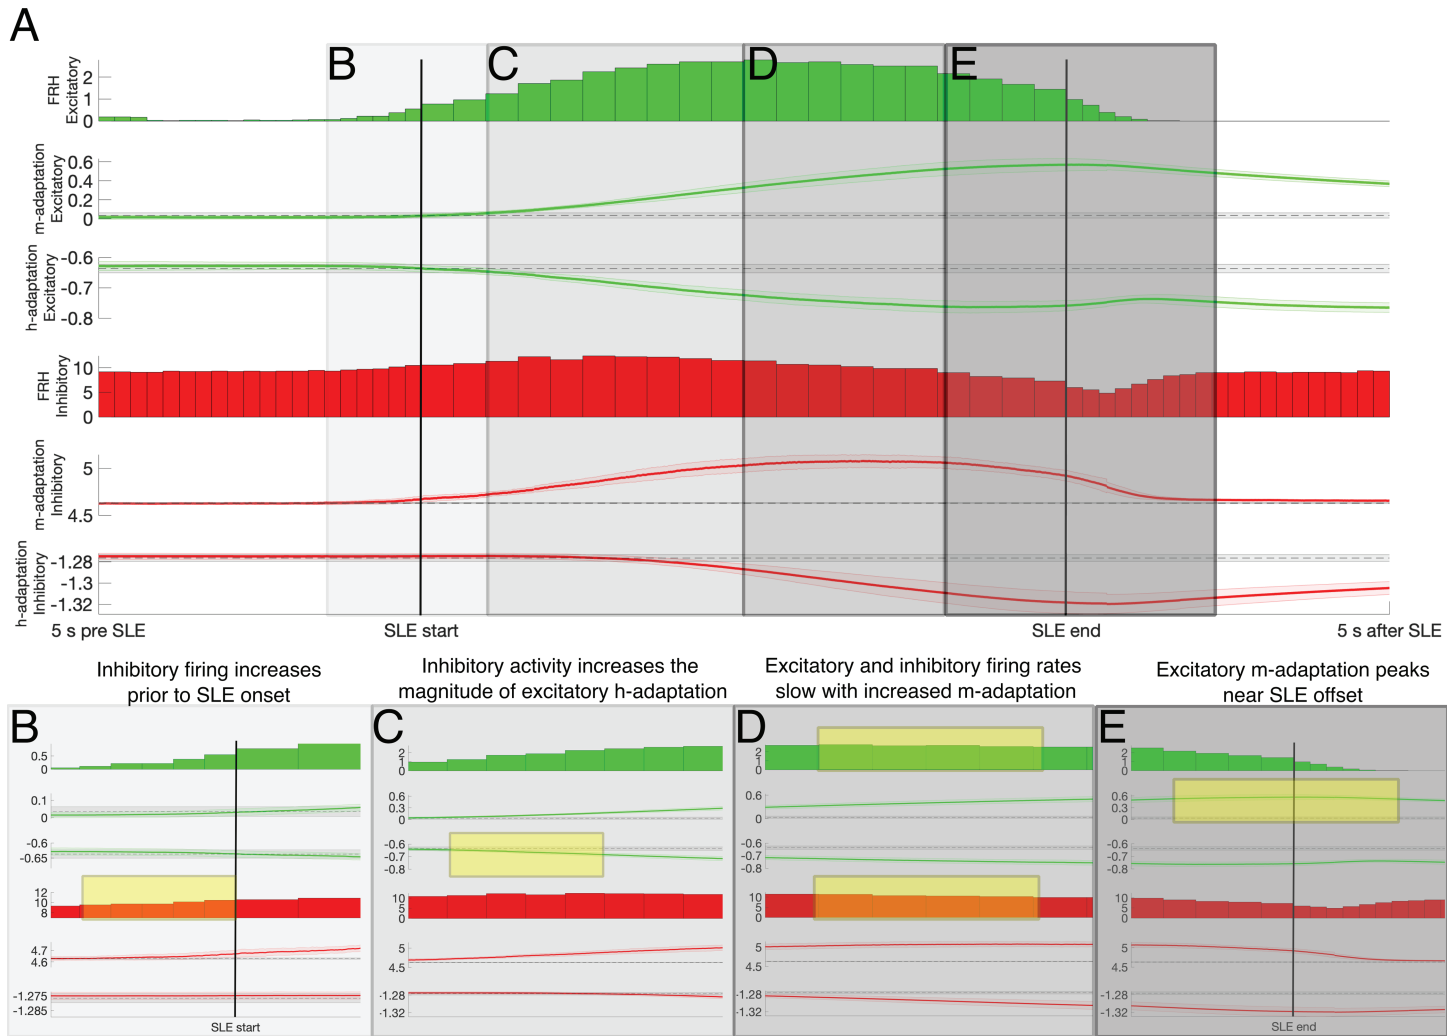 A
B
C
D
E
FRH
Excitatory
2
1
0
m-adaptation
Excitatory
0.6
0.4
0.2
0
h-adaptation
Excitatory
-0.6
-0.7
-0.8
FRH
Inhibitory
10
5
0
m-adaptation
Inhibitory
5
4.5
h-adaptation
Inhibitory
-1.28
-1.3
-1.32
5 s pre SLE
SLE start
SLE end
5 s after SLE
Inhibitory firing increases
prior to SLE onset
B
0.5
0
0.1
0
-0.6
-0.65
12
10
8
4.7
4.6
-1.275
-1.285
SLE start
Inhibitory activity increases the
magnitude of excitatory h-adaptation
C
2
1
0
0.6
0.3
0
-0.6
-0.7
-0.8
10
5
0
5
4.5
-1.28
-1.32
Excitatory and inhibitory firing rates
slow with increased m-adaptation
D
2
1
0
0.6
0
-0.6
-0.7
-0.8
10
5
0
5
4.5
-1.28
-1.32
Excitatory m-adaptation peaks
near SLE offset
E
2
1
0
0.6
0.3
0
-0.6
-0.7
-0.8
10
5
0
5
4.5
-1.28
-1.32
SLE end